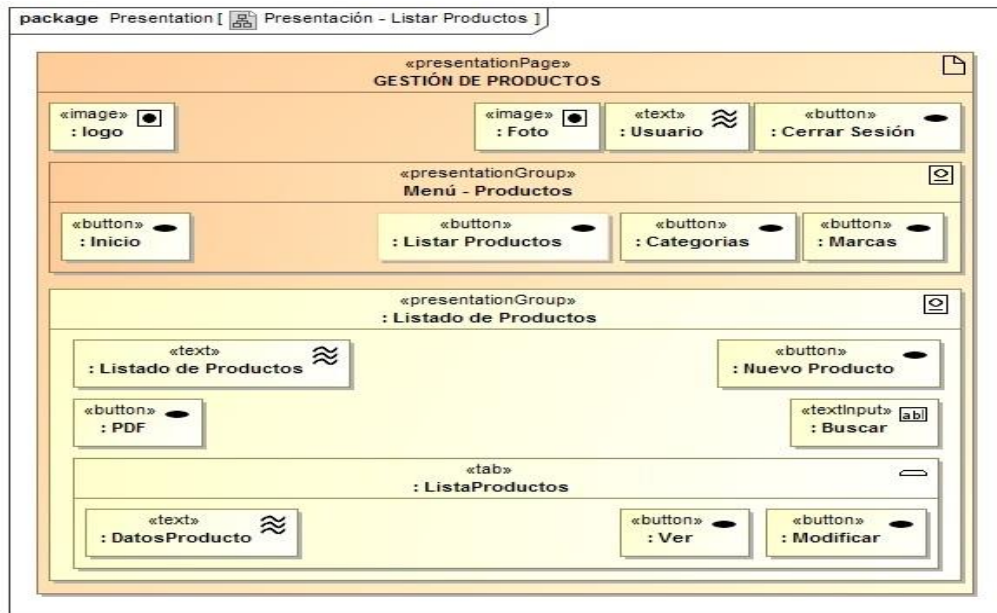 package Presentation [ Presentación - Listar Productos ]
«presentationPage»
GESTIÓN DE PRODUCTOS
«image»
: logo
«image»
: Foto
«text»
: Usuario
«button»
: Cerrar Sesión
«presentationGroup»
Menú - Productos
«button»
: Inicio
«button»
: Listar Productos
«button»
: Categorias
«button»
: Marcas
«presentationGroup»
: Listado de Productos
«text»
: Listado de Productos
«button»
: Nuevo Producto
«button»
: PDF
«textInput» ab
: Buscar
«tab»
: ListaProductos
«text»
: DatosProducto
«button»
: Ver
«button»
: Modificar